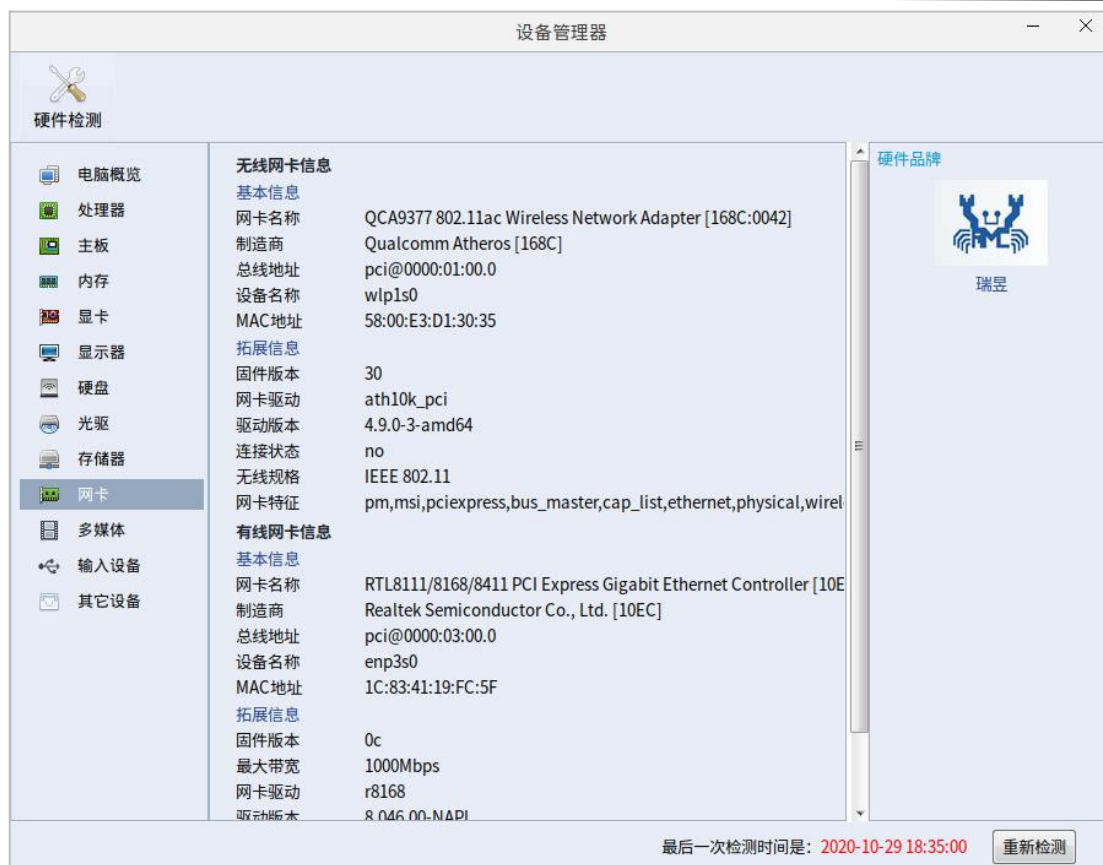 设备管理器
硬件检测
电脑概览
处理器
主板
内存
显卡
显示器
硬盘
光驱
存储器
网卡
多媒体
输入设备
其它设备
无线网卡信息
基本信息
网卡名称 QCA9377 802.11ac Wireless Network Adapter [168C:0042]
制造商 Qualcomm Atheros [168C]
总线地址 pci@0000:01:00.0
设备名称 wlp1s0
MAC地址 58:00:E3:D1:30:35
拓展信息
固件版本 30
网卡驱动 ath10k_pci
驱动版本 4.9.0-3-amd64
连接状态 no
无线规格 IEEE 802.11
网卡特征 pm,msi,pciexpress,bus_master,cap_list,ethernet,physical,wirel
有线网卡信息
基本信息
网卡名称 RTL8111/8168/8411 PCI Express Gigabit Ethernet Controller [10E
制造商 Realtek Semiconductor Co., Ltd. [10EC]
总线地址 pci@0000:03:00.0
设备名称 enp3s0
MAC地址 1C:83:41:19:FC:5F
拓展信息
固件版本 0c
最大带宽 1000Mbps
网卡驱动 r8168
驱动版本 8.046.00-NAPI
硬件品牌
瑞昱
最后一次检测时间是：2020-10-29 18:35:00
重新检测